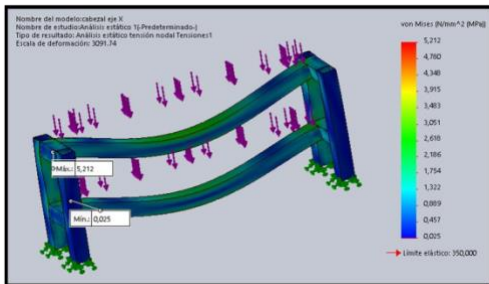 Nombre del modelo:cabezal eje X
Nombre de estudio:Análisis estático 1(-Predeterminado-)
Tipo de resultado: Análisis estático tensión nodal Tensiones1
Escala de deformación: 3091.74
von Mises (N/mm^2 (MPa))
5,212
4,780
4,348
3,915
3,483
3,051
2,618
2,186
1,754
1,322
0,889
0,457
0,025
Límite elástico: 350,000
Máx.: 5,212
Mín.: 0,025